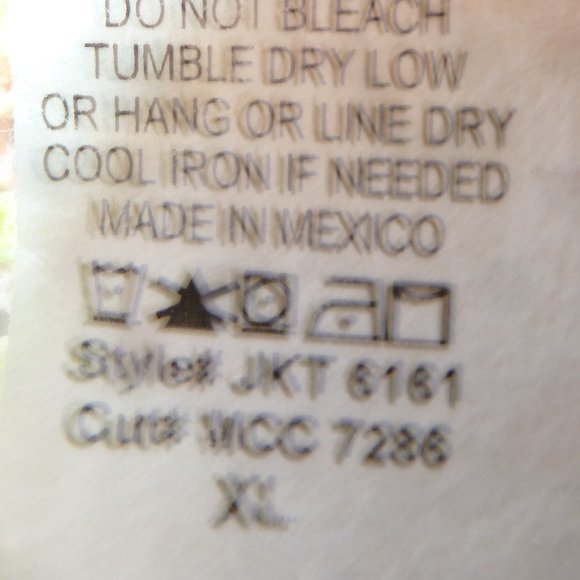 DO NOT BLEACH
TUMBLE DRY LOW
OR HANG OR LINE DRY
COOL IRON IF NEEDED
MADE IN MEXICO
Style# JKT 6161
Cut# MCC 7286
XL